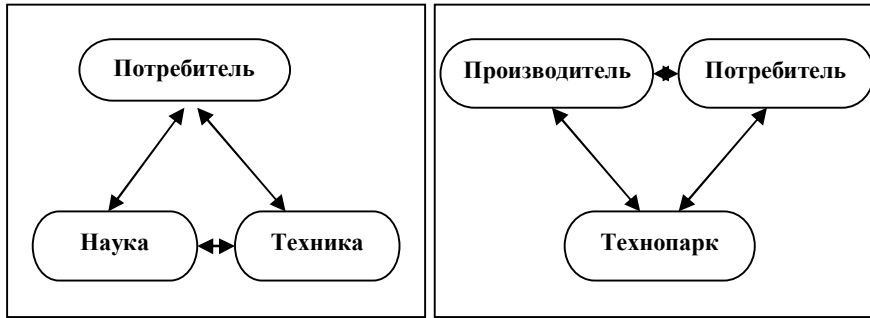 Потребитель
Наука
Техника
Производитель
Потребитель
Технопарк